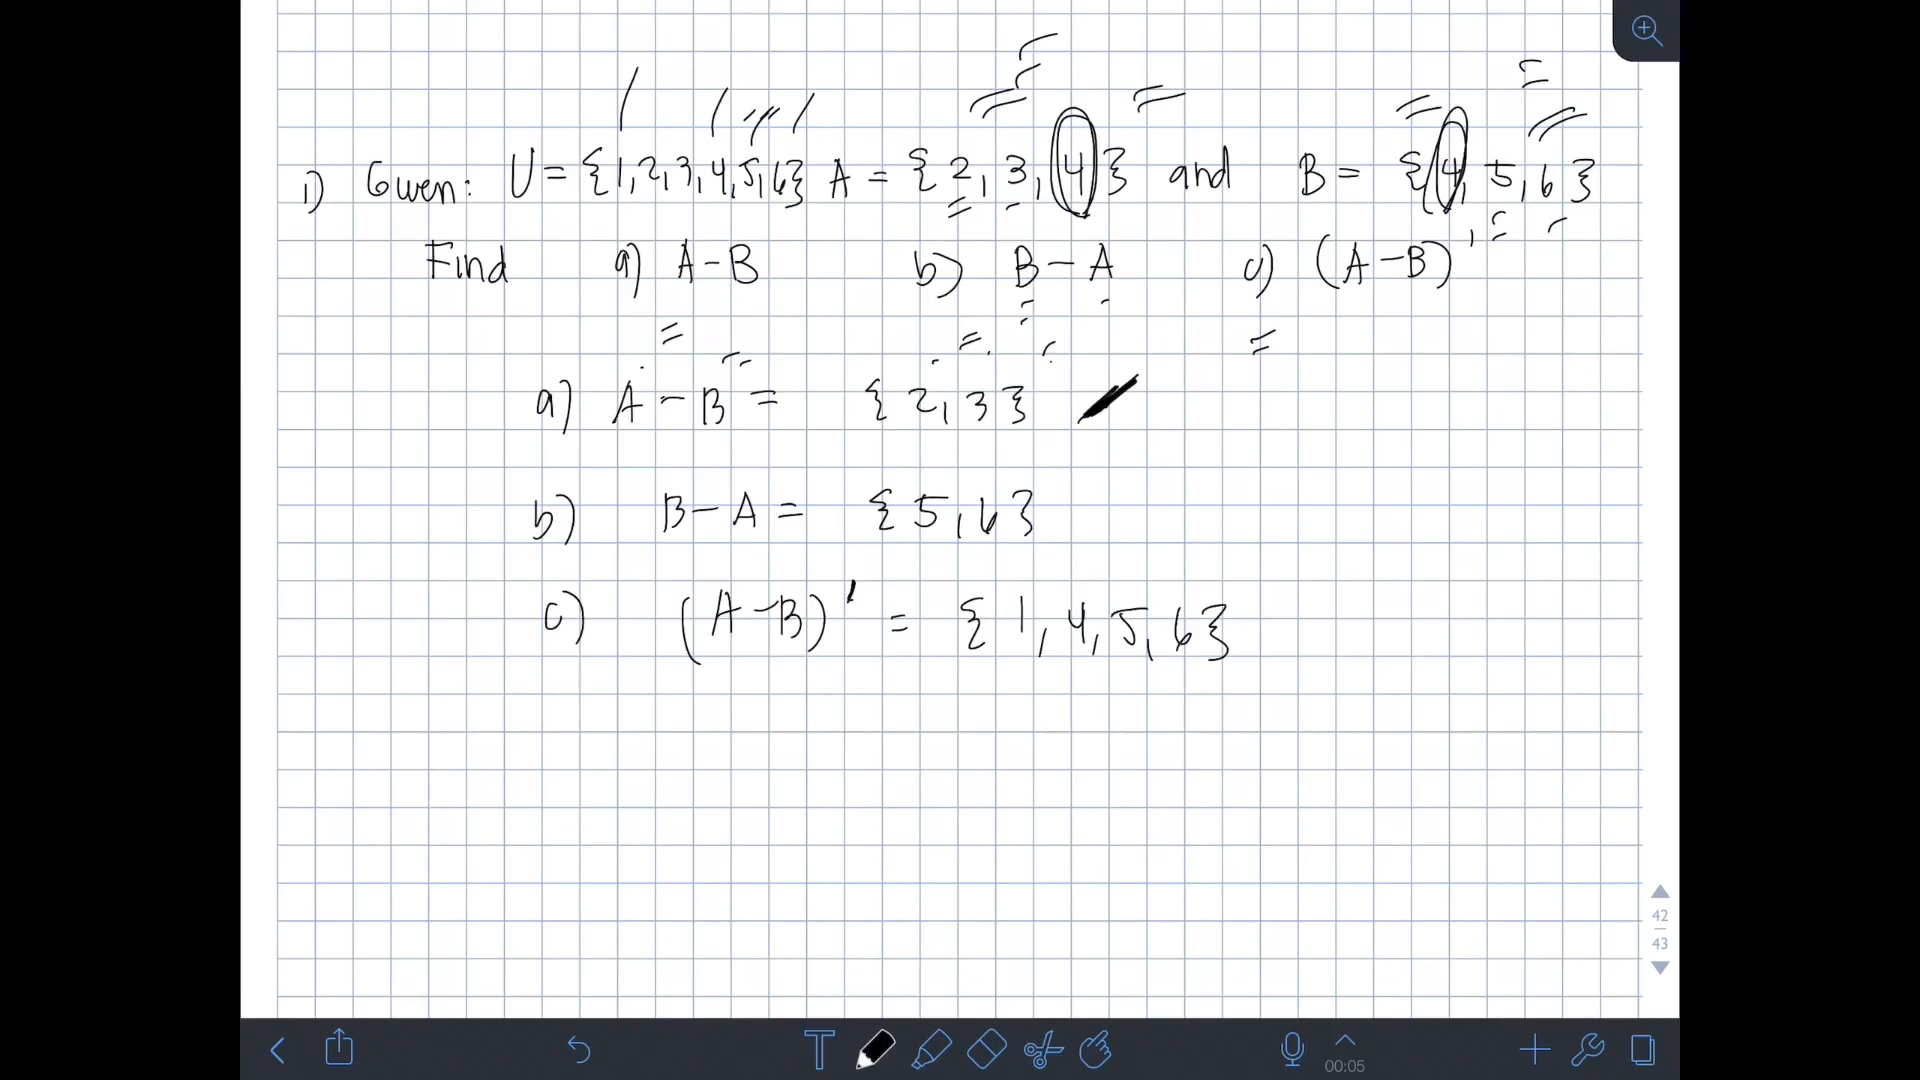 1) Given: U = {1,2,3,4,5,6} A = {2, 3, 4} and B = {4, 5, 6}
Find a) A - B b) B - A c) (A - B)'
a) A - B = {2, 3}
b) B - A = {5, 6}
c) (A - B)' = {1, 4, 5, 6}
42
43
00:05